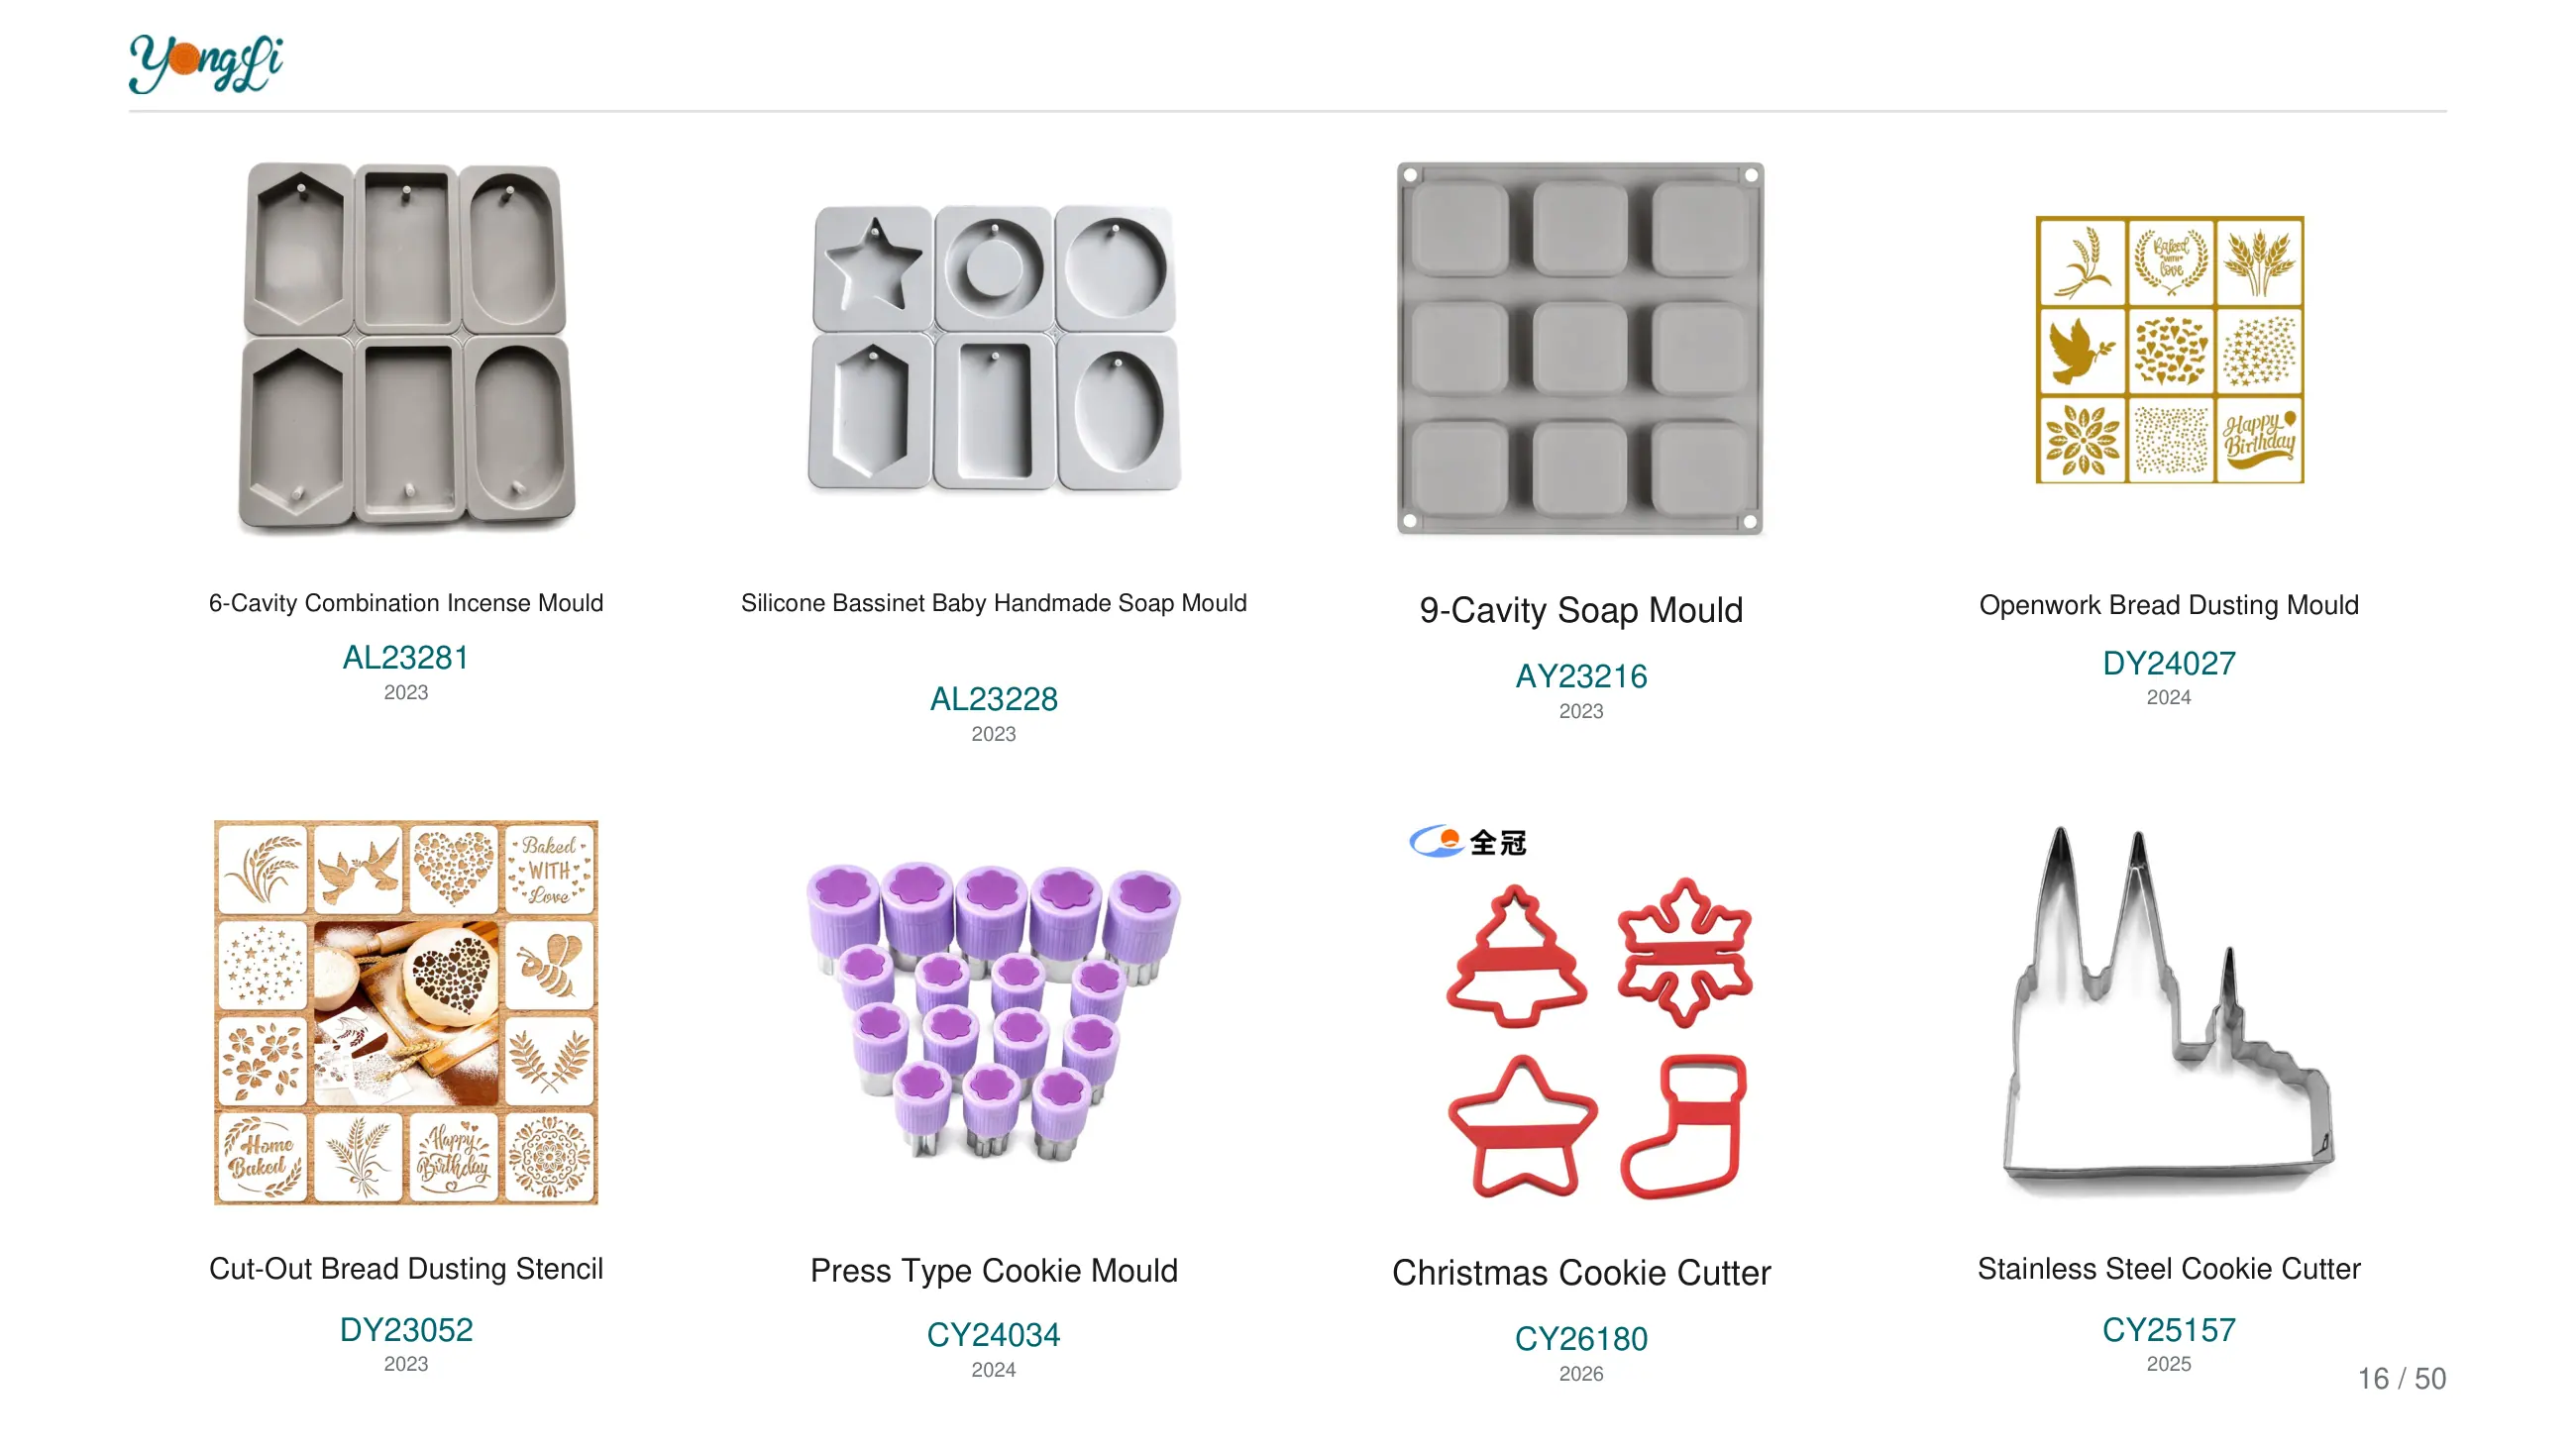 YongLi
6-Cavity Combination Incense Mould
AL23281
2023
Silicone Bassinet Baby Handmade Soap Mould
AL23228
2023
9-Cavity Soap Mould
AY23216
2023
Baked
WITH
love
Happy
Birthday
Openwork Bread Dusting Mould
DY24027
2024
Baked
WITH
Love
Home
Baked
Happy
Birthday
Cut-Out Bread Dusting Stencil
DY23052
2023
Press Type Cookie Mould
CY24034
2024
全冠
Christmas Cookie Cutter
CY26180
2026
Stainless Steel Cookie Cutter
CY25157
2025
16 / 50